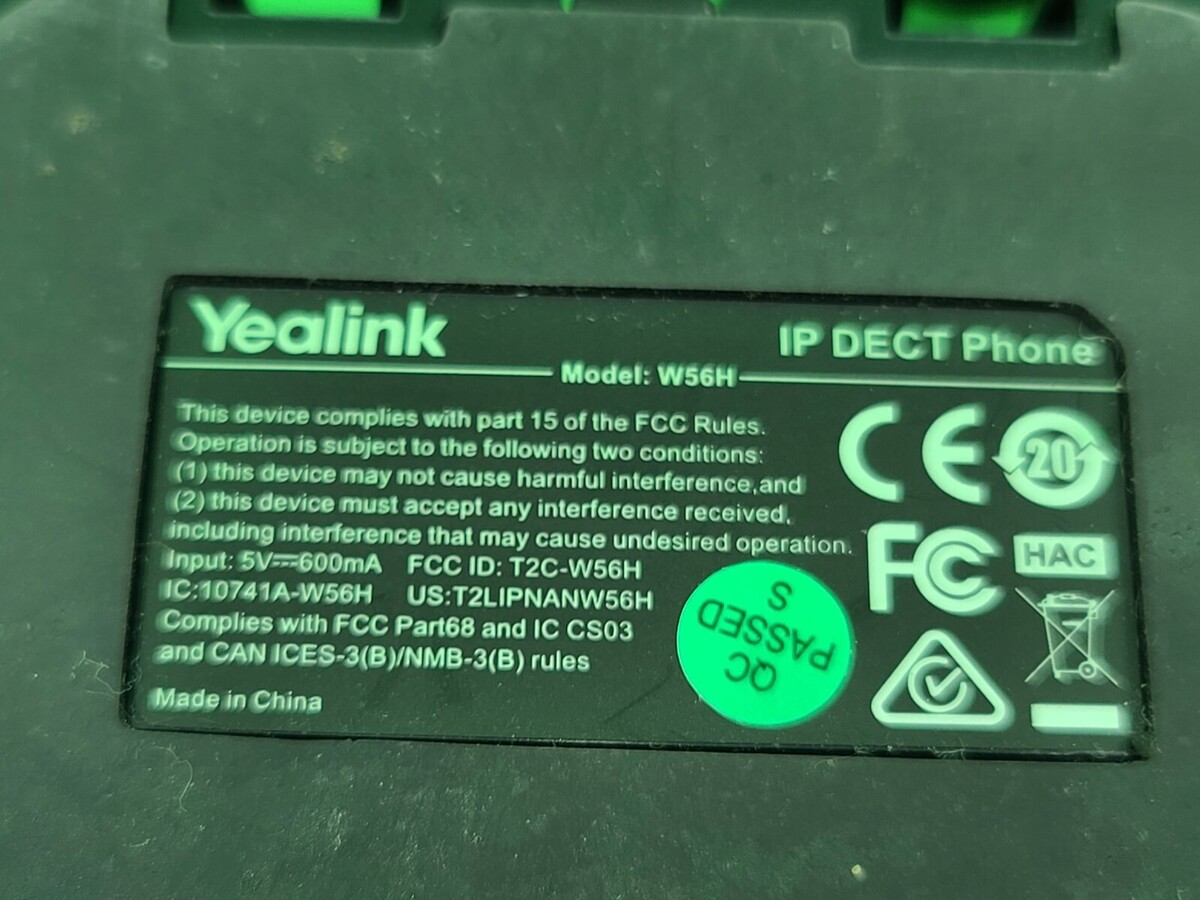 Yealink
IP DECT Phone
Model: W56H
This device complies with part 15 of the FCC Rules.
Operation is subject to the following two conditions:
(1) this device may not cause harmful interference,and
(2) this device must accept any interference received,
including interference that may cause undesired operation.
Input: 5V⎓600mA FCC ID: T2C-W56H
IC:10741A-W56H US:T2LIPNANW56H
Complies with FCC Part68 and IC CS03
and CAN ICES-3(B)/NMB-3(B) rules
Made in China
CE
20
FC
HAC
QC
PASSED
S